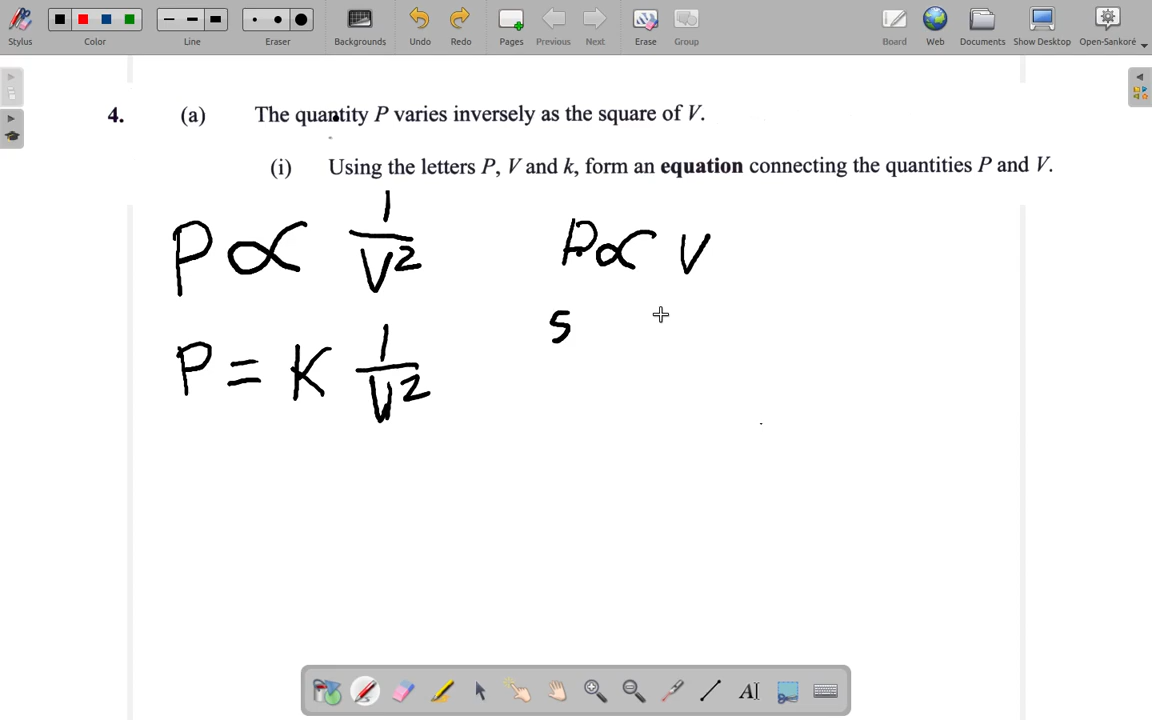 Stylus Color Line Eraser Backgrounds Undo Redo Pages Previous Next Erase Group Board Web Documents Show Desktop Open-Sankoré
4. (a) The quantity P varies inversely as the square of V.
(i) Using the letters P, V and k, form an equation connecting the quantities P and V.
P ∝ 1/V² P ∝ V
5
P = K 1/V²
AI